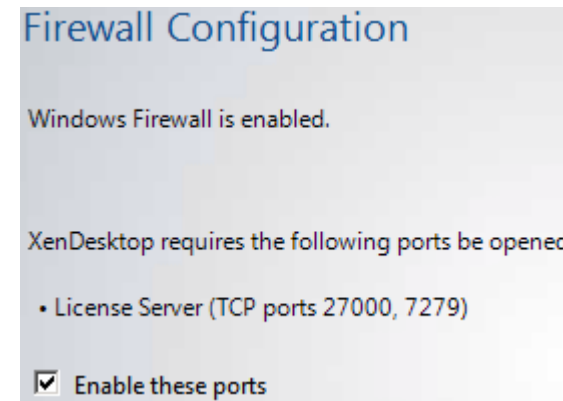 Firewall Configuration
Windows Firewall is enabled.
XenDesktop requires the following ports be opened
• License Server (TCP ports 27000, 7279)
Enable these ports